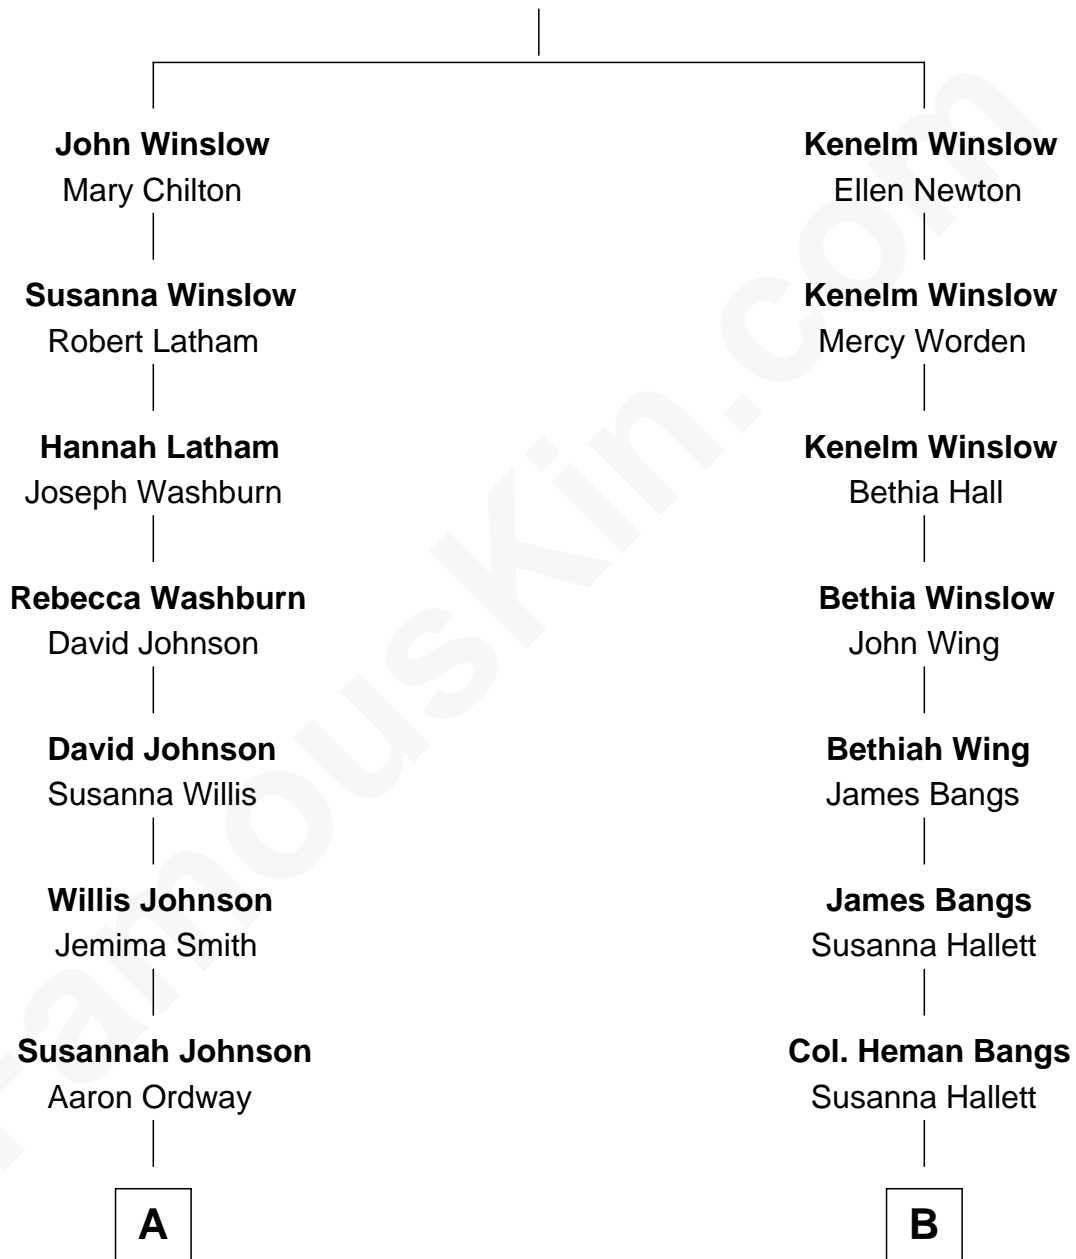 John Winslow
Mary Chilton
Kenelm Winslow
Ellen Newton
Susanna Winslow
Robert Latham
Kenelm Winslow
Mercy Worden
Hannah Latham
Joseph Washburn
Kenelm Winslow
Bethia Hall
Rebecca Washburn
David Johnson
Bethia Winslow
John Wing
David Johnson
Susanna Willis
Bethiah Wing
James Bangs
Willis Johnson
Jemima Smith
James Bangs
Susanna Hallett
Susannah Johnson
Aaron Ordway
Col. Heman Bangs
Susanna Hallett
A
B
FamousKin.com